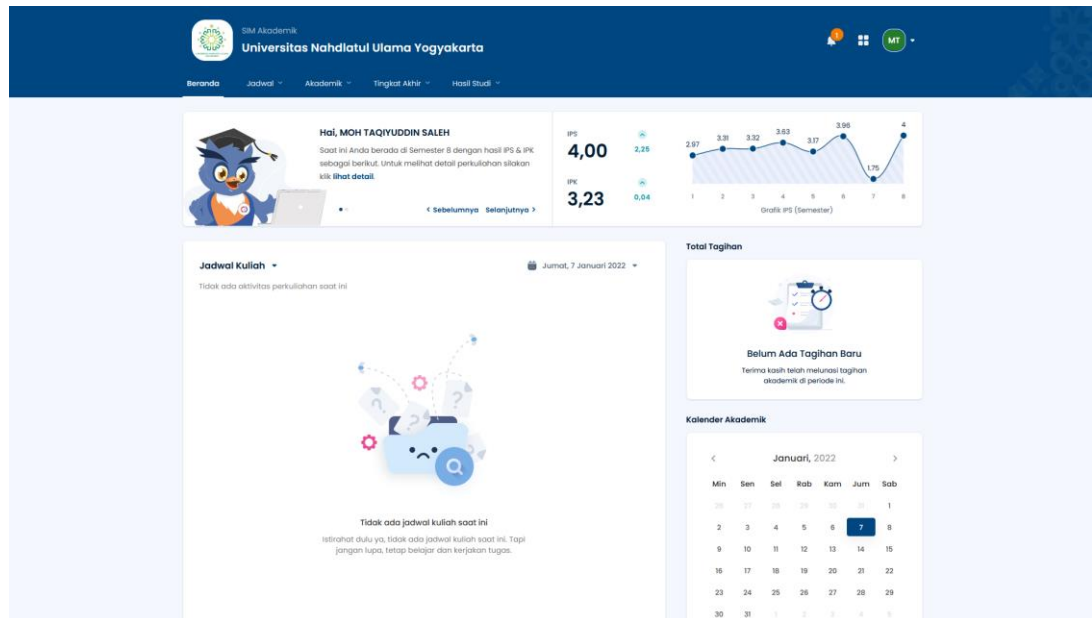 SIM Akademik
Universitas Nahdlatul Ulama Yogyakarta
1
MT
Beranda Jadwal Akademik Tingkat Akhir Hasil Studi
Hai, MOH TAQIYUDDIN SALEH
Saat ini Anda berada di Semester 8 dengan hasil IPS & IPK
sebagai berikut. Untuk melihat detail perkuliahan silakan
klik lihat detail.
< Sebelumnya Selanjutnya >
IPS
4,00 2,25
IPK
3,23 0,04
2.97 3.31 3.32 3.63 3.17 3.96 1.75 4
1 2 3 4 5 6 7 8
Grafik IPS (Semester)
Jadwal Kuliah
Jumat, 7 Januari 2022
Tidak ada aktivitas perkuliahan saat ini
Tidak ada jadwal kuliah saat ini
Istirahat dulu ya, tidak ada jadwal kuliah saat ini. Tapi
jangan lupa, tetap belajar dan kerjakan tugas.
Total Tagihan
Belum Ada Tagihan Baru
Terima kasih telah melunasi tagihan
akademik di periode ini.
Kalender Akademik
< Januari, 2022 >
Min Sen Sel Rab Kam Jum Sab
26 27 28 29 30 31 1
2 3 4 5 6 7 8
9 10 11 12 13 14 15
16 17 18 19 20 21 22
23 24 25 26 27 28 29
30 31 1 2 3 4 5